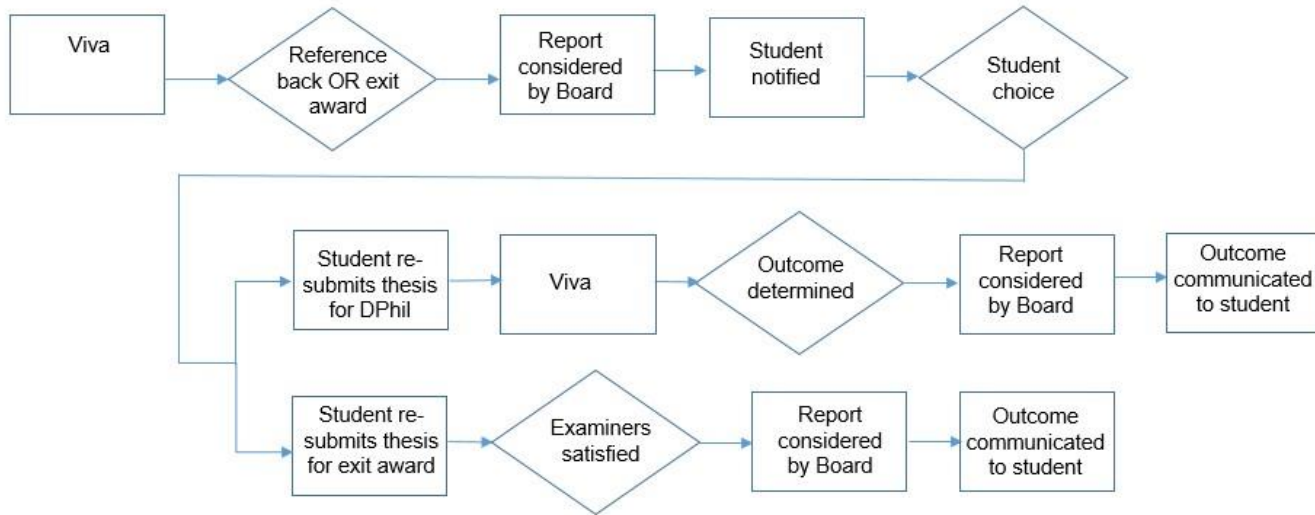 Viva
Reference
back OR exit
award
Report
considered
by Board
Student
notified
Student
choice
Student re-
submits thesis
for DPhil
Viva
Outcome
determined
Report
considered
by Board
Outcome
communicated
to student
Student re-
submits thesis
for exit award
Examiners
satisfied
Report
considered
by Board
Outcome
communicated
to student